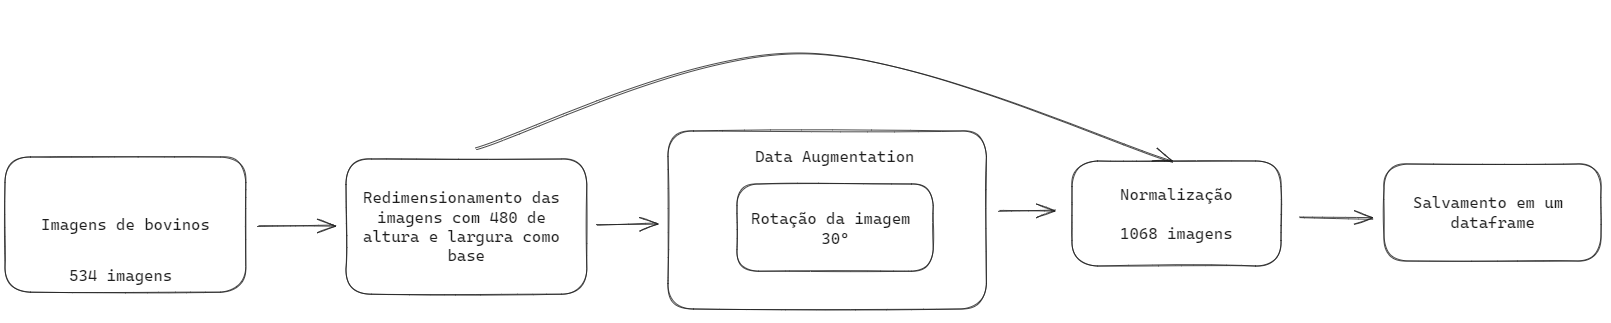 Imagens de bovinos
534 imagens
Redimensionamento das
imagens com 480 de
altura e largura como
base
Data Augmentation
Rotação da imagem
30°
Normalização
1068 imagens
Salvamento em um
dataframe